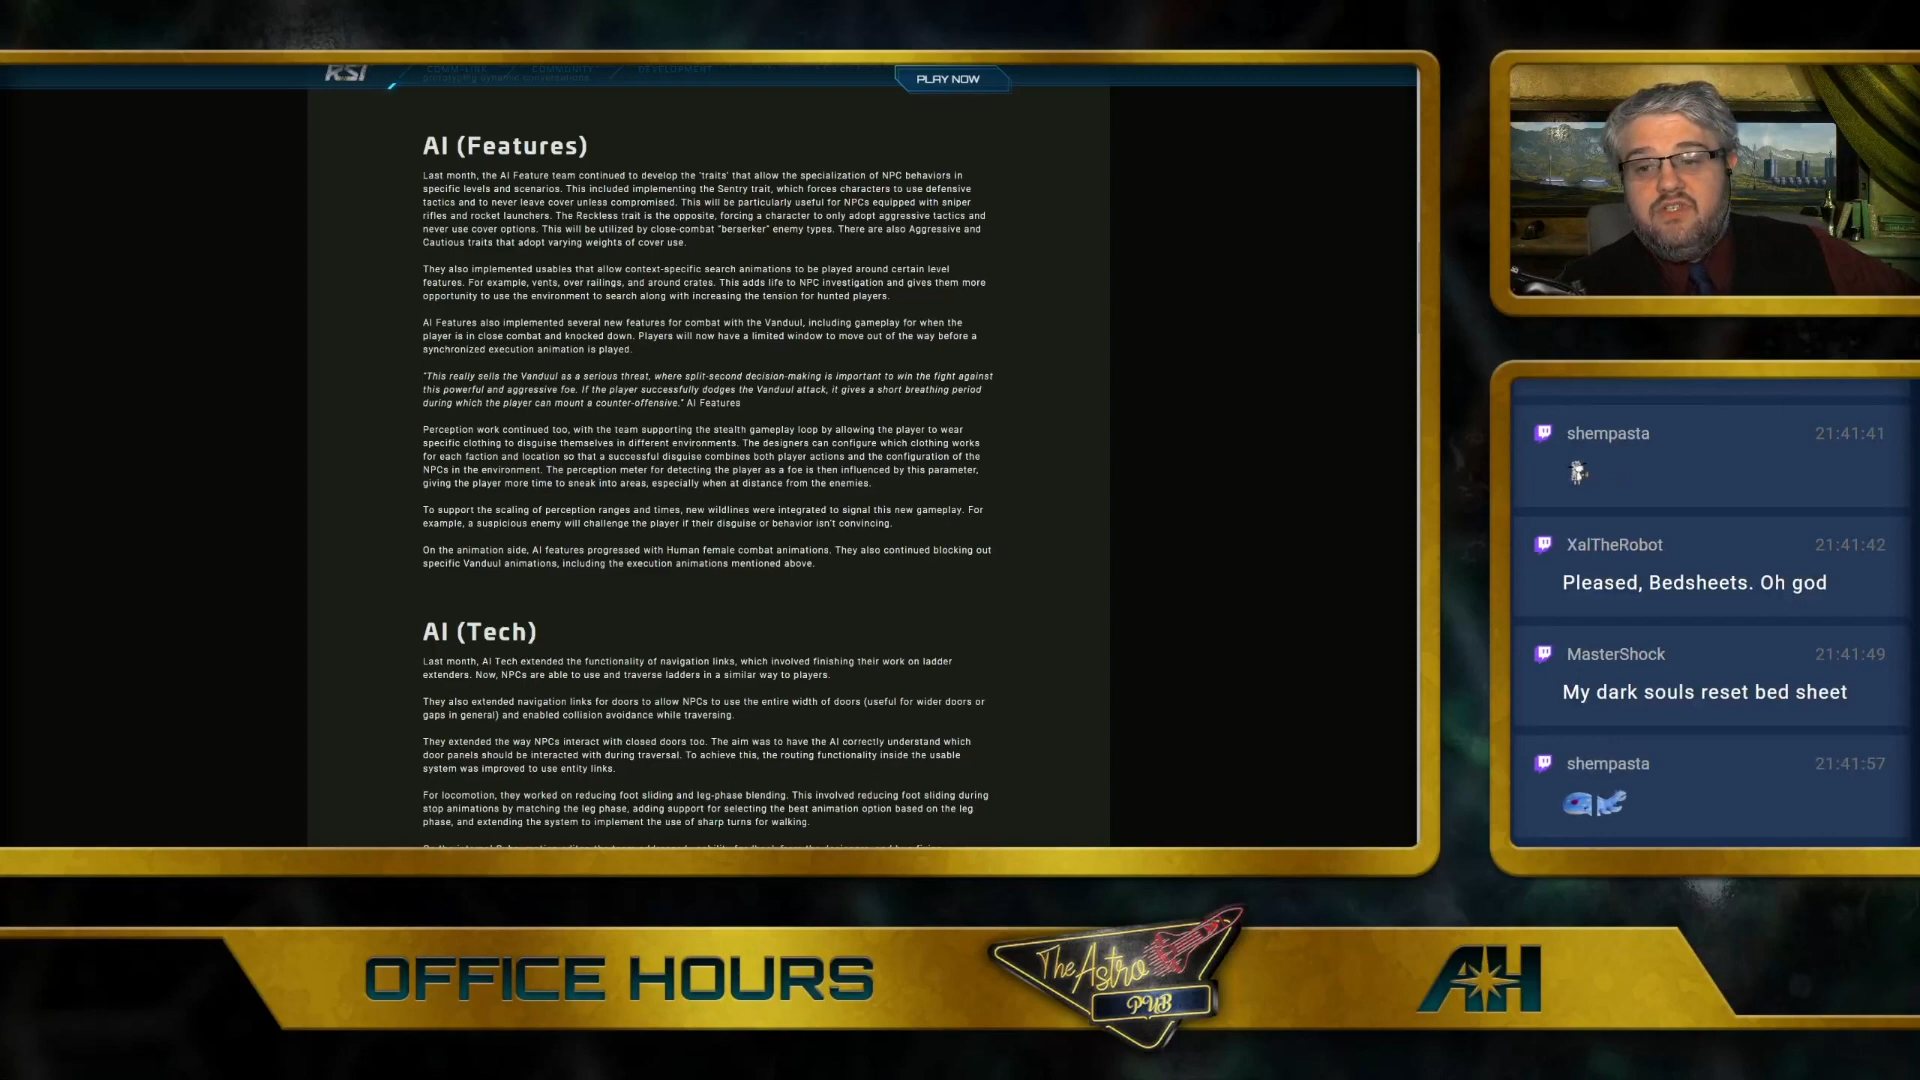 RSI
COMM-LINK
COMMUNITY
DEVELOPMENT
prototyping dynamic conversations.
PLAY NOW
AI (Features)
Last month, the AI Feature team continued to develop the 'traits' that allow the specialization of NPC behaviors in
specific levels and scenarios. This included implementing the Sentry trait, which forces characters to use defensive
tactics and to never leave cover unless compromised. This will be particularly useful for NPCs equipped with sniper
rifles and rocket launchers. The Reckless trait is the opposite, forcing a character to only adopt aggressive tactics and
never use cover options. This will be utilized by close-combat "berserker" enemy types. There are also Aggressive and
Cautious traits that adopt varying weights of cover use.
They also implemented usables that allow context-specific search animations to be played around certain level
features. For example, vents, over railings, and around crates. This adds life to NPC investigation and gives them more
opportunity to use the environment to search along with increasing the tension for hunted players.
AI Features also implemented several new features for combat with the Vanduul, including gameplay for when the
player is in close combat and knocked down. Players will now have a limited window to move out of the way before a
synchronized execution animation is played.
"This really sells the Vanduul as a serious threat, where split-second decision-making is important to win the fight against
this powerful and aggressive foe. If the player successfully dodges the Vanduul attack, it gives a short breathing period
during which the player can mount a counter-offensive." AI Features
Perception work continued too, with the team supporting the stealth gameplay loop by allowing the player to wear
specific clothing to disguise themselves in different environments. The designers can configure which clothing works
for each faction and location so that a successful disguise combines both player actions and the configuration of the
NPCs in the environment. The perception meter for detecting the player as a foe is then influenced by this parameter,
giving the player more time to sneak into areas, especially when at distance from the enemies.
To support the scaling of perception ranges and times, new wildlines were integrated to signal this new gameplay. For
example, a suspicious enemy will challenge the player if their disguise or behavior isn't convincing.
On the animation side, AI features progressed with Human female combat animations. They also continued blocking out
specific Vanduul animations, including the execution animations mentioned above.
AI (Tech)
Last month, AI Tech extended the functionality of navigation links, which involved finishing their work on ladder
extenders. Now, NPCs are able to use and traverse ladders in a similar way to players.
They also extended navigation links for doors to allow NPCs to use the entire width of doors (useful for wider doors or
gaps in general) and enabled collision avoidance while traversing.
They extended the way NPCs interact with closed doors too. The aim was to have the AI correctly understand which
door panels should be interacted with during traversal. To achieve this, the routing functionality inside the usable
system was improved to use entity links.
For locomotion, they worked on reducing foot sliding and leg-phase blending. This involved reducing foot sliding during
stop animations by matching the leg phase, adding support for selecting the best animation option based on the leg
phase, and extending the system to implement the use of sharp turns for walking.
shempasta 21:41:41
XalTheRobot 21:41:42
Pleased, Bedsheets. Oh god
MasterShock 21:41:49
My dark souls reset bed sheet
shempasta 21:41:57
OFFICE HOURS
The Astro
PUB
AH